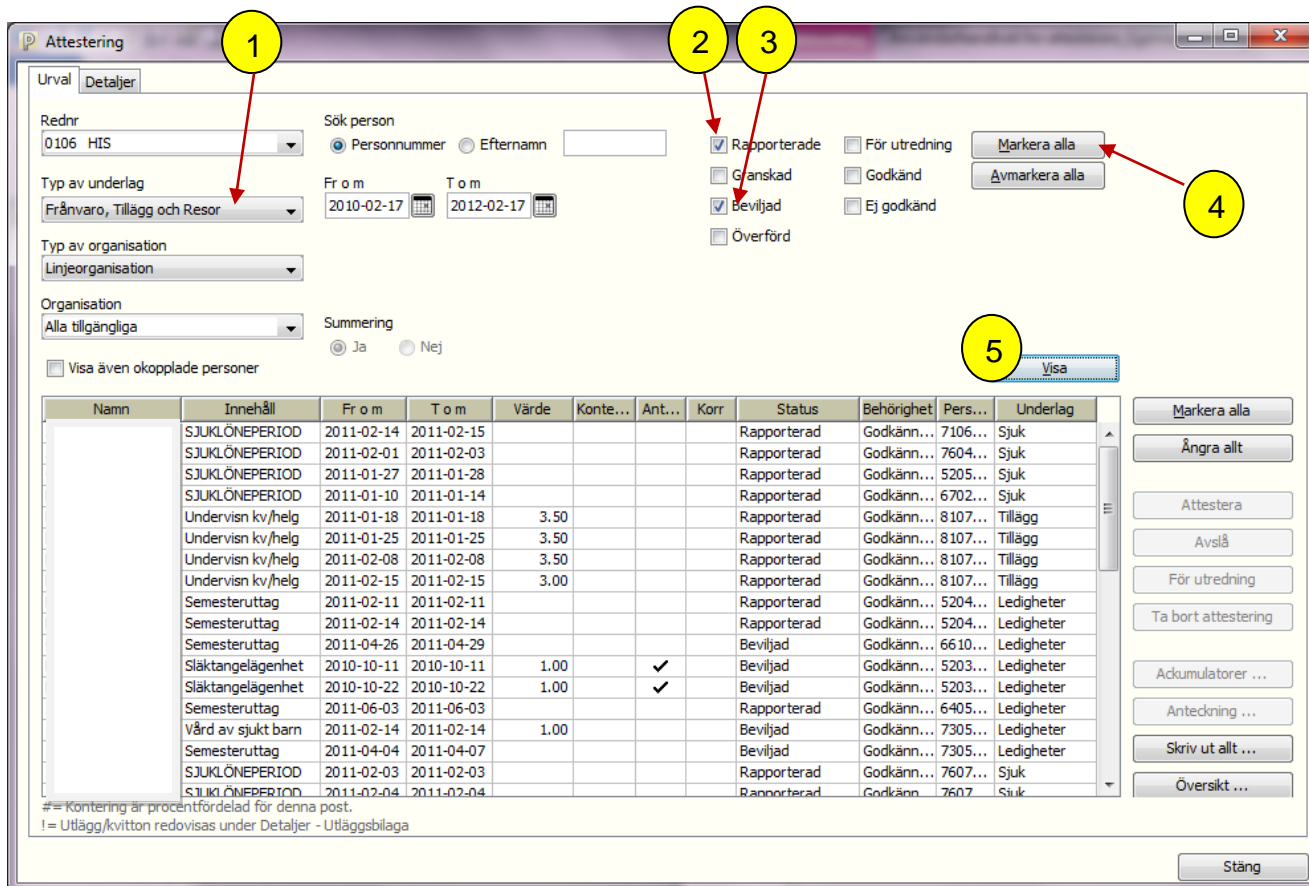 Attestering
1
2
3
Urval Detaljer
Rednr
0106 HIS
Sök person
Personnummer Efternamn
Rapporterade För utredning Markera alla
Granskad Godkänd Avmarkera alla
Typ av underlag
Frånvaro, Tillägg och Resor
Fr o m T o m
2010-02-17 2012-02-17
Beviljad Ej godkänd
4
Överförd
Typ av organisation
Linjeorganisation
Organisation
Alla tillgängliga
Summering
Ja Nej
Visa även okopplade personer
5
Visa
Namn Innehåll Fr o m T o m Värde Konte... Ant... Korr Status Behörighet Pers... Underlag
SJUKLÖNEPERIOD 2011-02-14 2011-02-15 Rapporterad Godkänn... 7106... Sjuk
SJUKLÖNEPERIOD 2011-02-01 2011-02-03 Rapporterad Godkänn... 7604... Sjuk
SJUKLÖNEPERIOD 2011-01-27 2011-01-28 Rapporterad Godkänn... 5205... Sjuk
SJUKLÖNEPERIOD 2011-01-10 2011-01-14 Rapporterad Godkänn... 6702... Sjuk
Undervisn kv/helg 2011-01-18 2011-01-18 3.50 Rapporterad Godkänn... 8107... Tillägg
Undervisn kv/helg 2011-01-25 2011-01-25 3.50 Rapporterad Godkänn... 8107... Tillägg
Undervisn kv/helg 2011-02-08 2011-02-08 3.50 Rapporterad Godkänn... 8107... Tillägg
Undervisn kv/helg 2011-02-15 2011-02-15 3.00 Rapporterad Godkänn... 8107... Tillägg
Semesteruttag 2011-02-11 2011-02-11 Rapporterad Godkänn... 5204... Ledigheter
Semesteruttag 2011-02-14 2011-02-14 Rapporterad Godkänn... 5204... Ledigheter
Semesteruttag 2011-04-26 2011-04-29 Beviljad Godkänn... 6610... Ledigheter
Släktangelägenhet 2010-10-11 2010-10-11 1.00 ✓ Beviljad Godkänn... 5203... Ledigheter
Släktangelägenhet 2010-10-22 2010-10-22 1.00 ✓ Beviljad Godkänn... 5203... Ledigheter
Semesteruttag 2011-06-03 2011-06-03 Rapporterad Godkänn... 6405... Ledigheter
Vård av sjukt barn 2011-02-14 2011-02-14 1.00 Beviljad Godkänn... 7305... Ledigheter
Semesteruttag 2011-04-04 2011-04-07 Beviljad Godkänn... 7305... Ledigheter
SJUKLÖNEPERIOD 2011-02-03 2011-02-03 Rapporterad Godkänn... 7607... Sjuk
SJUKLÖNEPERIOD 2011-02-04 2011-02-04 Rapporterad Godkänn... 7607... Sjuk
Markera alla
Ångra allt
Attestera
Avslå
För utredning
Ta bort attestering
Ackumulatorer ...
Anteckning ...
Skriv ut allt ...
Översikt ...
#= Kontering är procentfördelad för denna post.
!= Utlägg/kvitton redovisas under Detaljer - Utläggsbilaga
Stäng